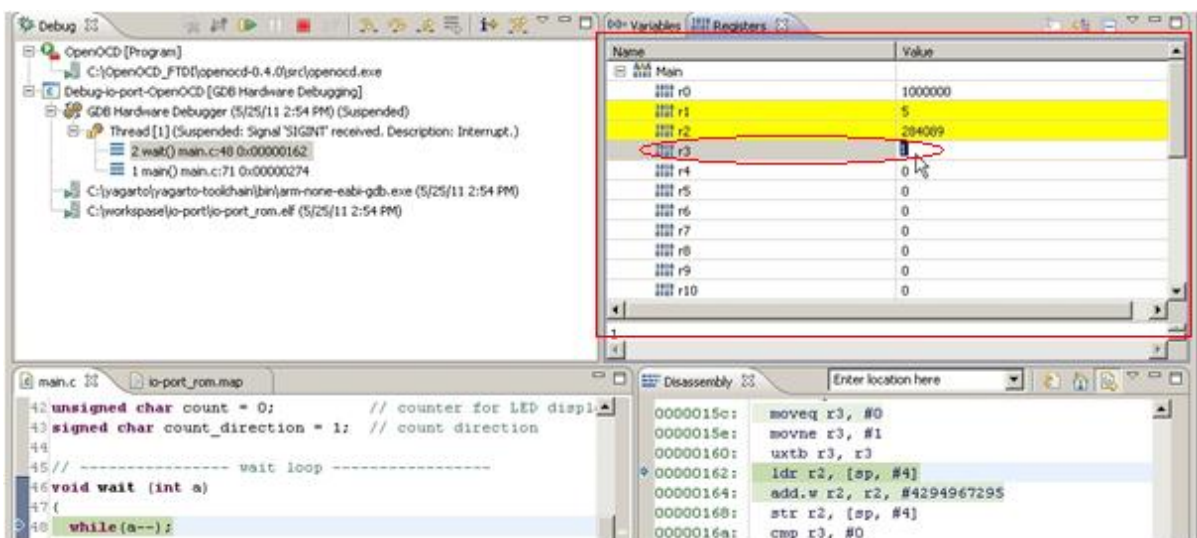 Debug
OpenOCD [Program]
C:\OpenOCD_FTDI\openocd-0.4.0\src\openocd.exe
Debug-io-port-OpenOCD [GDB Hardware Debugging]
GDB Hardware Debugger (5/25/11 2:54 PM) (Suspended)
Thread [1] (Suspended: Signal 'SIGINT' received. Description: Interrupt.)
2 wait() main.c:48 0x00000162
1 main() main.c:71 0x00000274
C:\yagarto\yagarto-toolchain\bin\arm-none-eabi-gdb.exe (5/25/11 2:54 PM)
C:\workspase\io-port\io-port_rom.elf (5/25/11 2:54 PM)
Variables Registers
Name Value
Main
r0 1000000
r1 5
r2 284089
r3 1
r4 0
r5 0
r6 0
r7 0
r8 0
r9 0
r10 0
1
main.c io-port_rom.map
42 unsigned char count = 0; // counter for LED displ
43 signed char count_direction = 1; // count direction
44
45 // ---------------- wait loop -----------------
46 void wait (int a)
47 {
48 while(a--);
Disassembly Enter location here
0000015c: moveq r3, #0
0000015e: movne r3, #1
00000160: uxtb r3, r3
00000162: ldr r2, [sp, #4]
00000164: add.w r2, r2, #4294967295
00000168: str r2, [sp, #4]
0000016a: cmp r3, #0